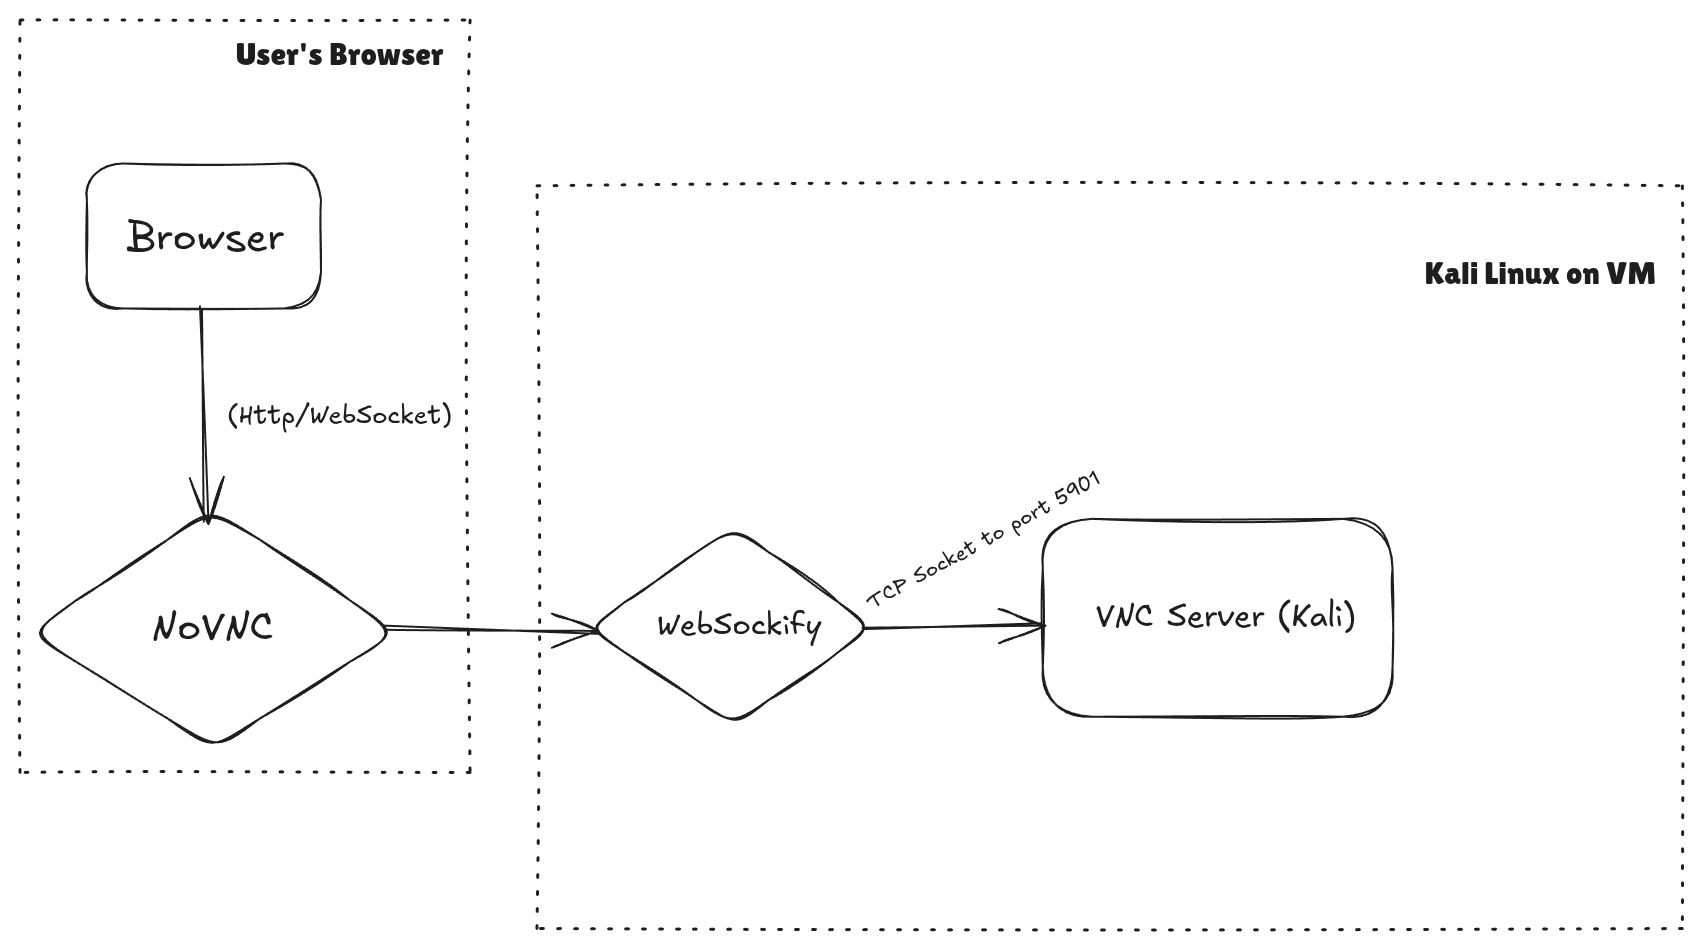 User's Browser
Browser
(Http/WebSocket)
NoVNC
Kali Linux on VM
WebSockify
TCP Socket to port 5901
VNC Server (Kali)